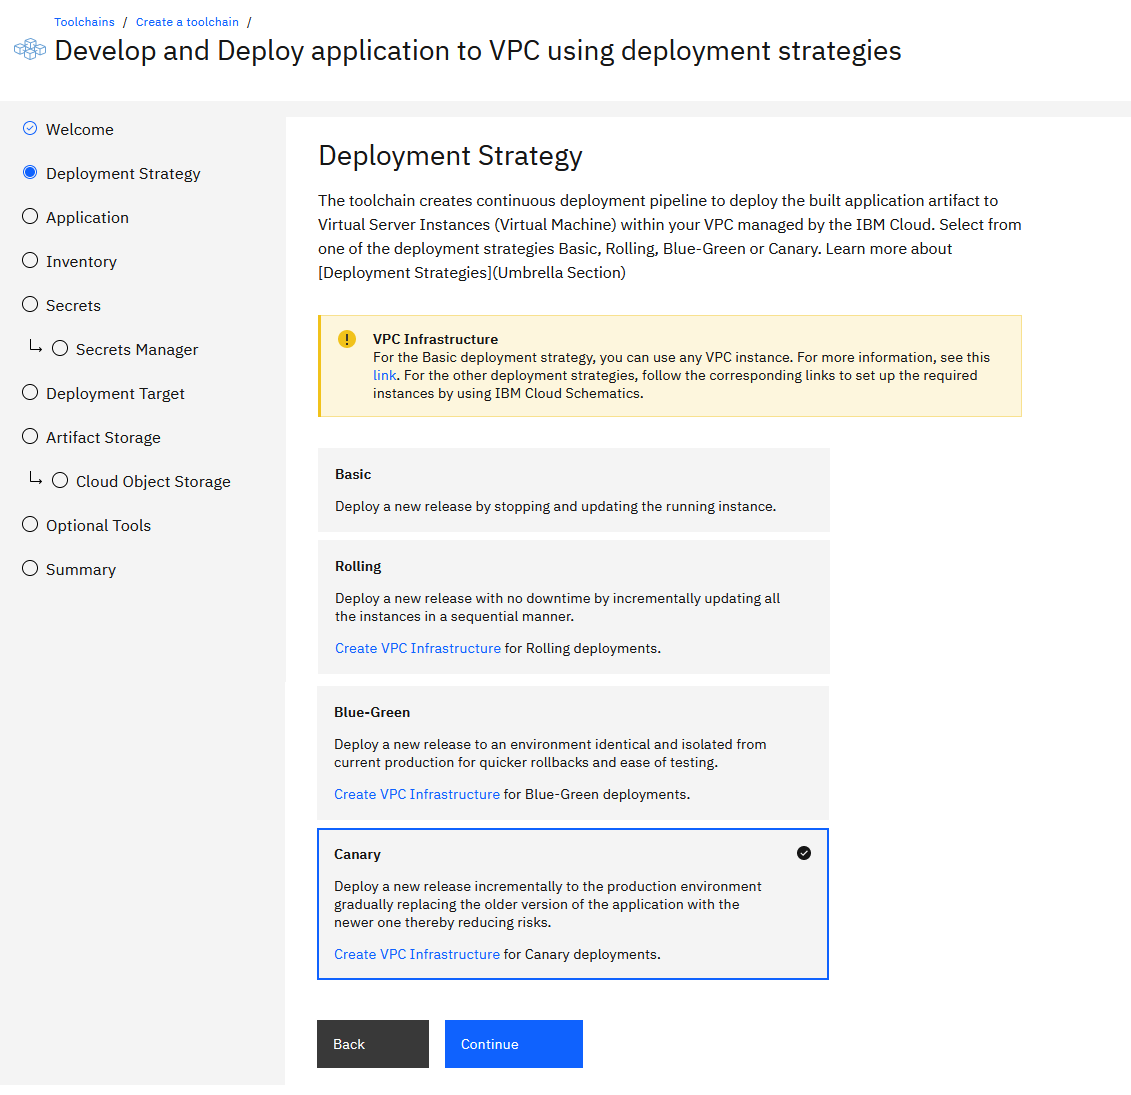 Toolchains / Create a toolchain /
Develop and Deploy application to VPC using deployment strategies
Welcome
Deployment Strategy
Application
Inventory
Secrets
Secrets Manager
Deployment Target
Artifact Storage
Cloud Object Storage
Optional Tools
Summary
Deployment Strategy
The toolchain creates continuous deployment pipeline to deploy the built application artifact to
Virtual Server Instances (Virtual Machine) within your VPC managed by the IBM Cloud. Select from
one of the deployment strategies Basic, Rolling, Blue-Green or Canary. Learn more about
[Deployment Strategies](Umbrella Section)
VPC Infrastructure
For the Basic deployment strategy, you can use any VPC instance. For more information, see this
link. For the other deployment strategies, follow the corresponding links to set up the required
instances by using IBM Cloud Schematics.
Basic
Deploy a new release by stopping and updating the running instance.
Rolling
Deploy a new release with no downtime by incrementally updating all
the instances in a sequential manner.
Create VPC Infrastructure for Rolling deployments.
Blue-Green
Deploy a new release to an environment identical and isolated from
current production for quicker rollbacks and ease of testing.
Create VPC Infrastructure for Blue-Green deployments.
Canary
Deploy a new release incrementally to the production environment
gradually replacing the older version of the application with the
newer one thereby reducing risks.
Create VPC Infrastructure for Canary deployments.
Back
Continue